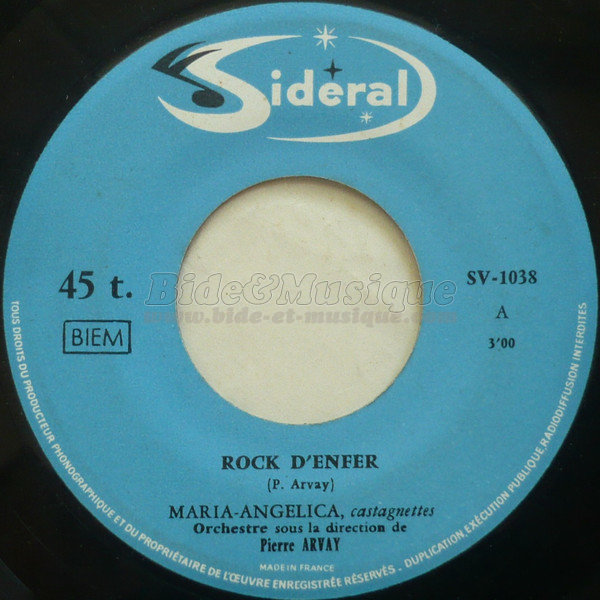 Sideral
45 t.
BIEM
SV-1038
A
3'00
Bide&Musique
www.bide-et-musique.com
ROCK D'ENFER
(P. Arvay)
MARIA-ANGELICA, castagnettes
Orchestre sous la direction de
Pierre ARVAY
MADE IN FRANCE
TOUS DROITS DU PRODUCTEUR PHONOGRAPHIQUE ET DU PROPRIÉTAIRE DE L'ŒUVRE ENREGISTRÉE RÉSERVÉS - DUPLICATION, EXÉCUTION PUBLIQUE, RADIODIFFUSION INTERDITES